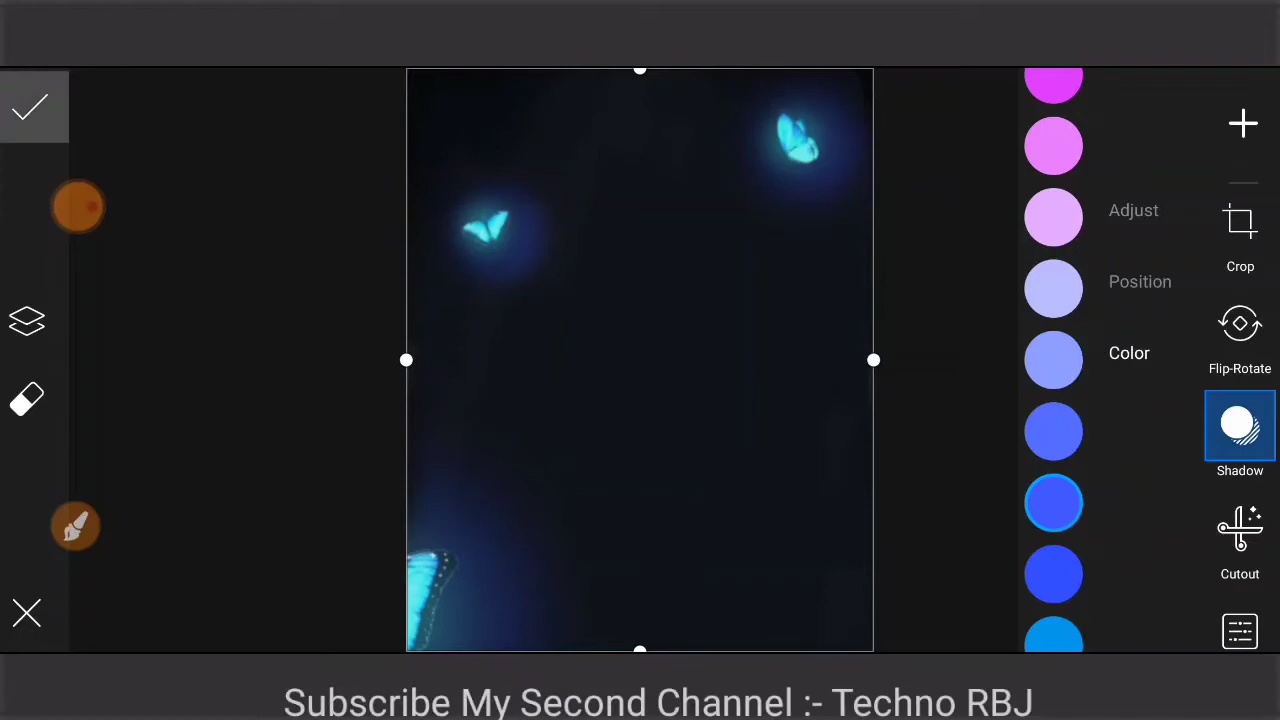 Adjust
Position
Color
Crop
Flip-Rotate
Shadow
Cutout
Subscribe My Second Channel :- Techno RBJ